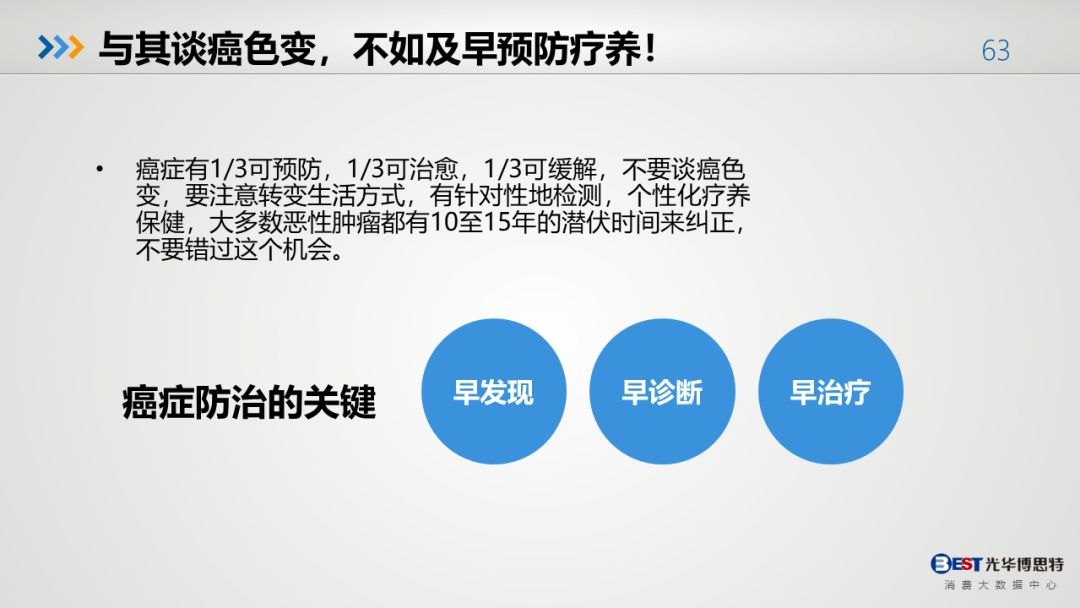 与其谈癌色变，不如及早预防疗养！
63
• 癌症有1/3可预防，1/3可治愈，1/3可缓解，不要谈癌色
变，要注意转变生活方式，有针对性地检测，个性化疗养
保健，大多数恶性肿瘤都有10至15年的潜伏时间来纠正，
不要错过这个机会。
癌症防治的关键
早发现
早诊断
早治疗
BEST光华博思特
消费大数据中心